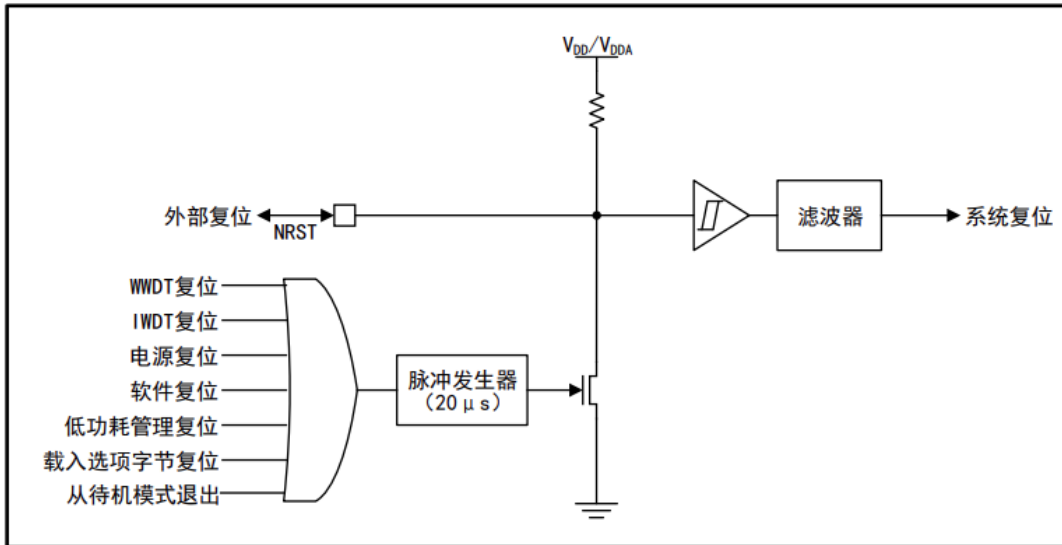 VDD/VDDA
外部复位
NRST
滤波器
系统复位
WWDT复位
IWDT复位
电源复位
软件复位
低功耗管理复位
载入选项字节复位
从待机模式退出
脉冲发生器
（20μs）